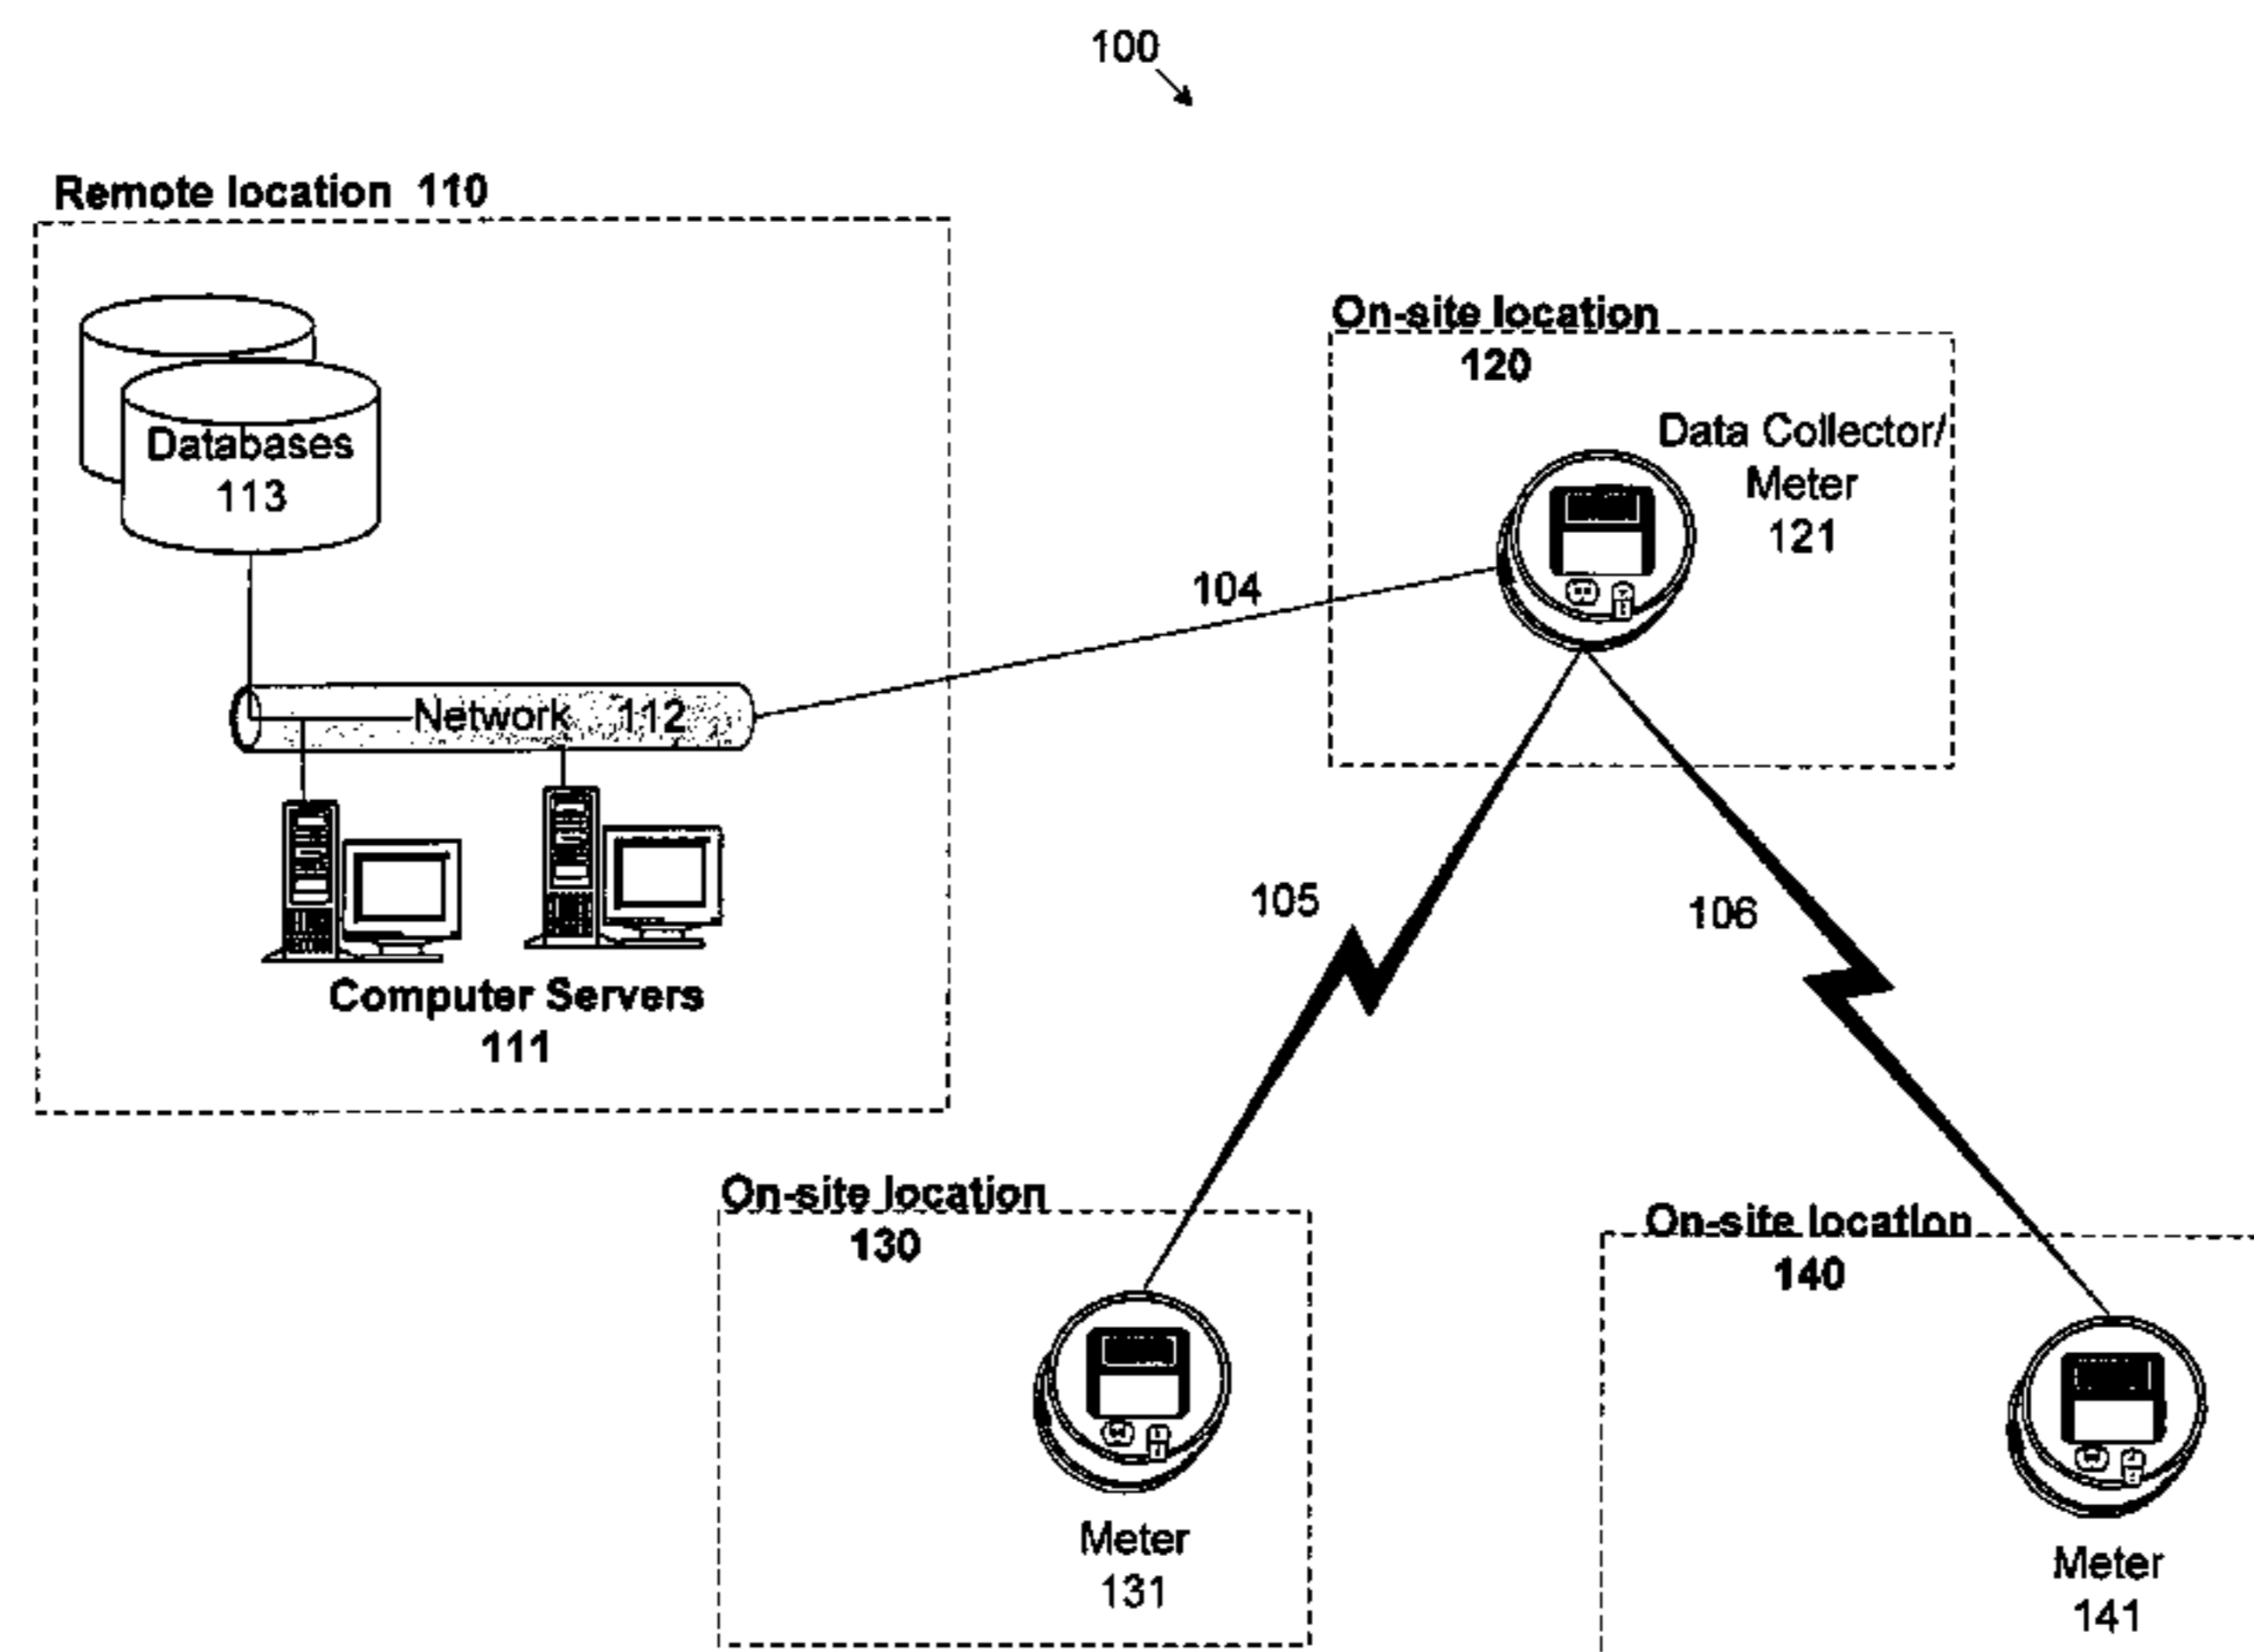 100
Remote location 110
On-site location
120
Data Collector/
Meter
121
Databases
113
104
Network 112
105
106
Computer Servers
111
On-site location
130
On-site location
140
Meter
131
Meter
141